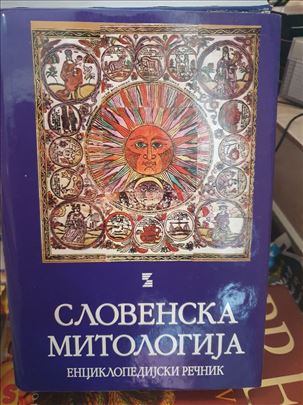 СЛОВЕНСКА
МИТОЛОГИЈА
ЕНЦИКЛОПЕДИЈСКИ РЕЧНИК